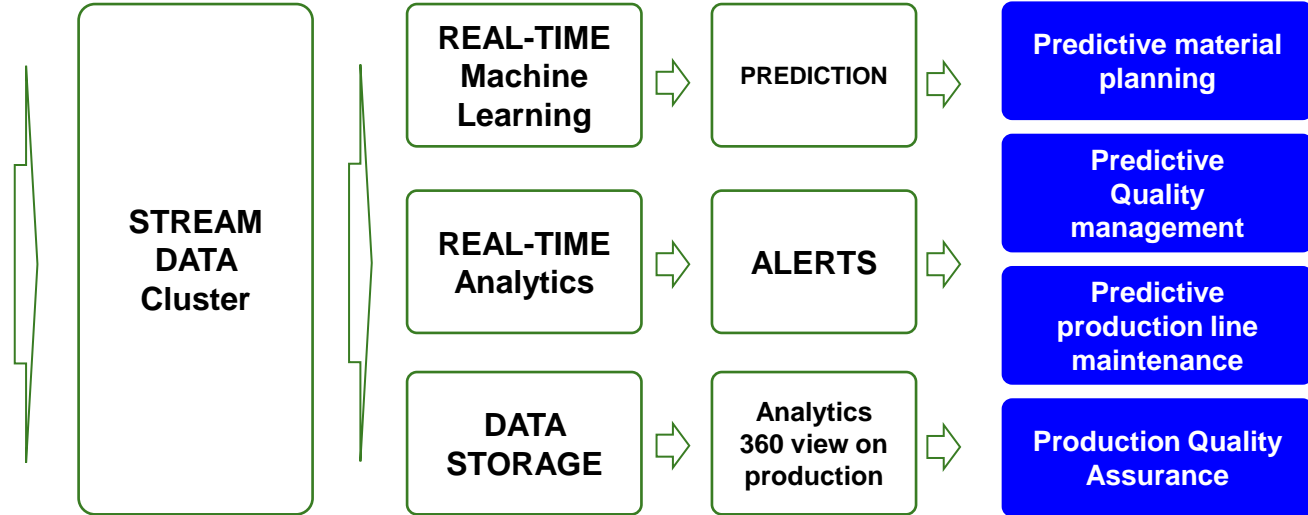 STREAM
DATA
Cluster
REAL-TIME
Machine
Learning
PREDICTION
REAL-TIME
Analytics
ALERTS
DATA
STORAGE
Analytics
360 view on
production
Predictive material
planning
Predictive
Quality
management
Predictive
production line
maintenance
Production Quality
Assurance